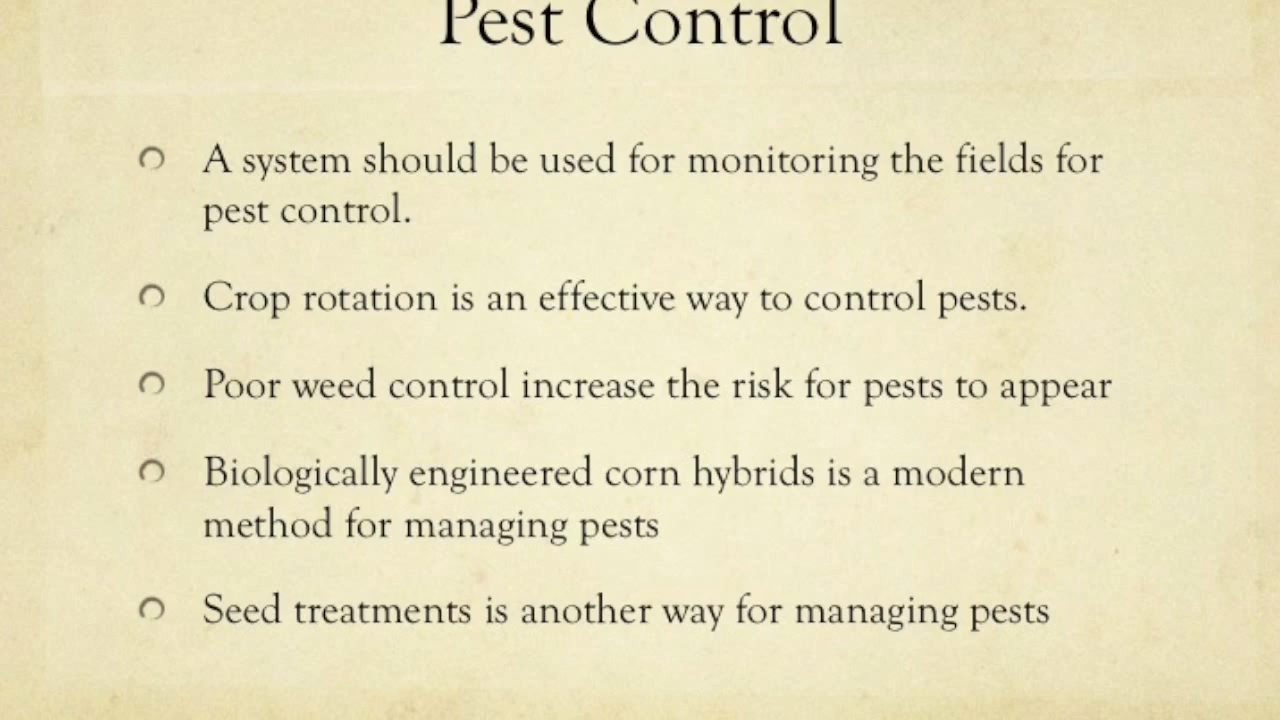 Pest Control
A system should be used for monitoring the fields for
pest control.
Crop rotation is an effective way to control pests.
Poor weed control increase the risk for pests to appear
Biologically engineered corn hybrids is a modern
method for managing pests
Seed treatments is another way for managing pests